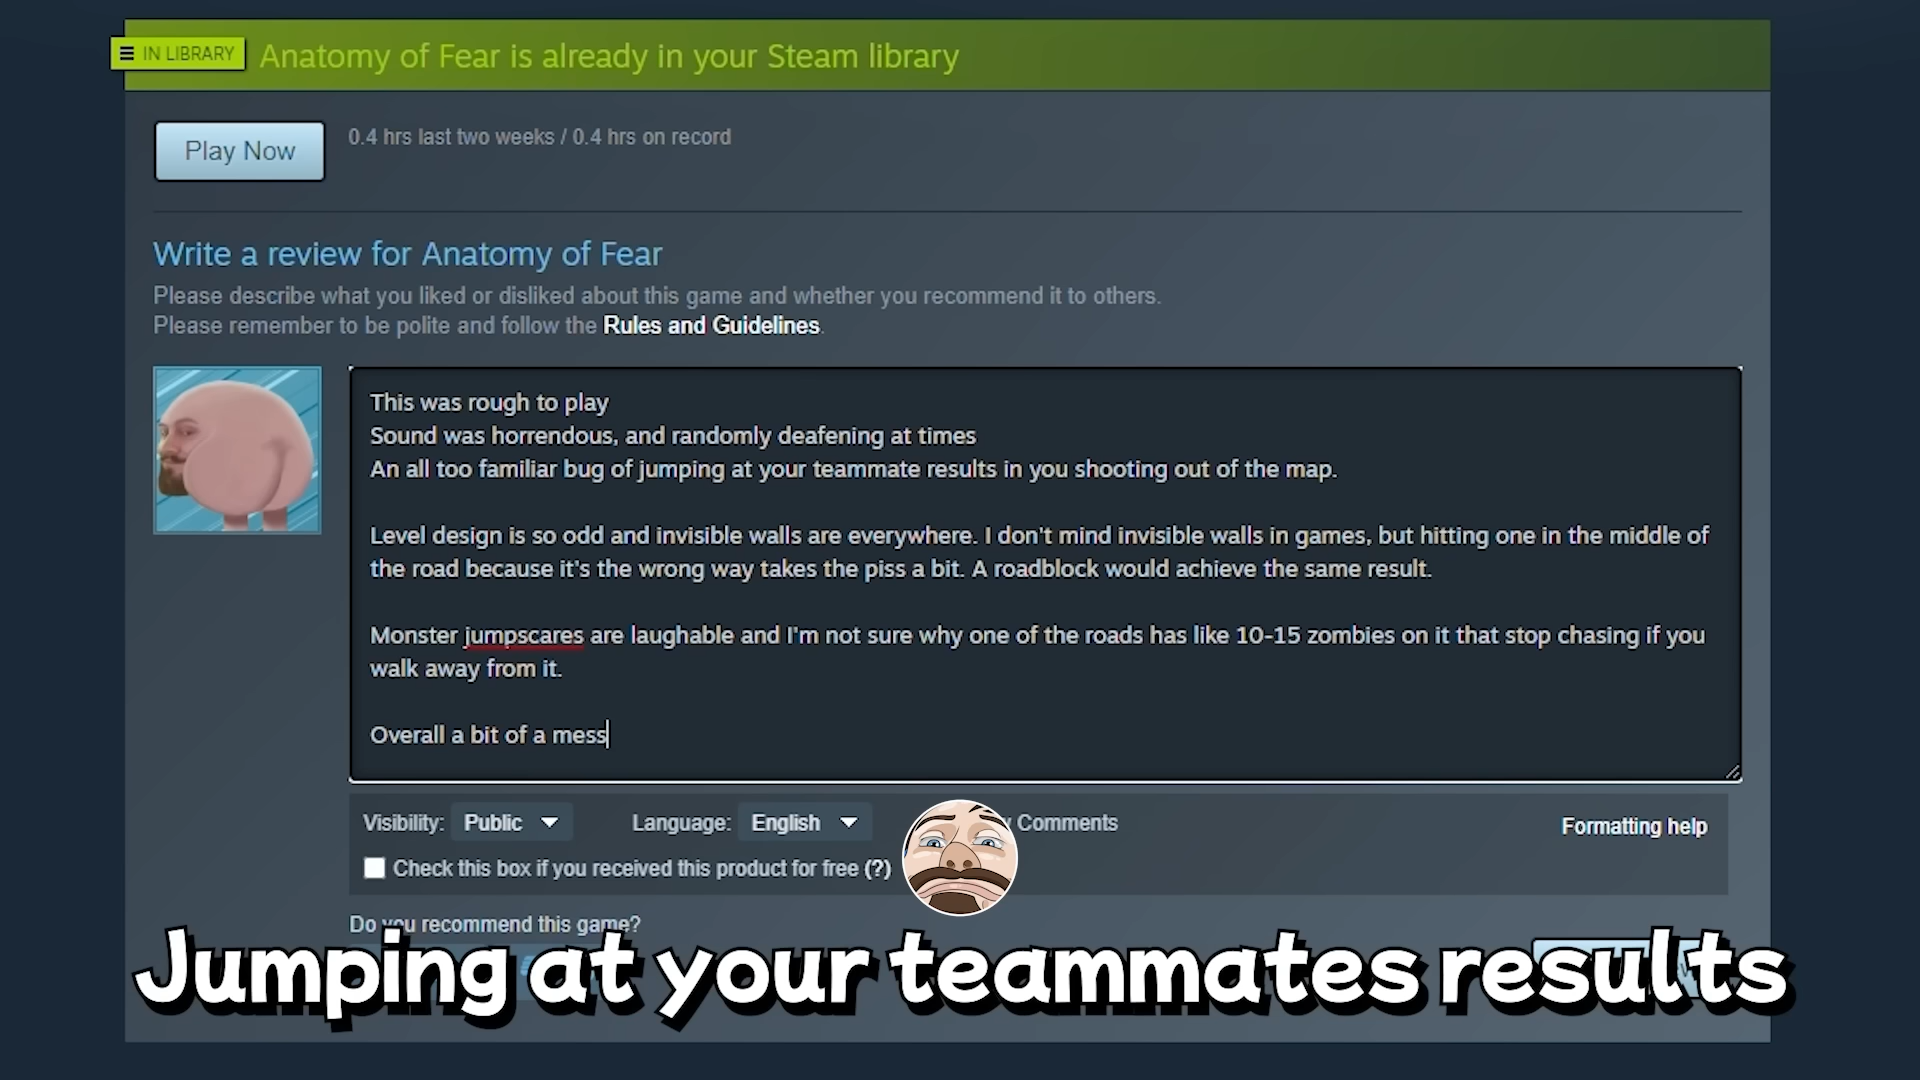 IN LIBRARY
Anatomy of Fear is already in your Steam library
Play Now
0.4 hrs last two weeks / 0.4 hrs on record
Write a review for Anatomy of Fear
Please describe what you liked or disliked about this game and whether you recommend it to others.
Please remember to be polite and follow the Rules and Guidelines.
This was rough to play
Sound was horrendous, and randomly deafening at times
An all too familiar bug of jumping at your teammate results in you shooting out of the map.
Level design is so odd and invisible walls are everywhere. I don't mind invisible walls in games, but hitting one in the middle of
the road because it's the wrong way takes the piss a bit. A roadblock would achieve the same result.
Monster jumpscares are laughable and I'm not sure why one of the roads has like 10-15 zombies on it that stop chasing if you
walk away from it.
Overall a bit of a mess
Visibility: Public
Language: English
Comments
Formatting help
Check this box if you received this product for free (?)
Do you recommend this game?
Jumping at your teammates results